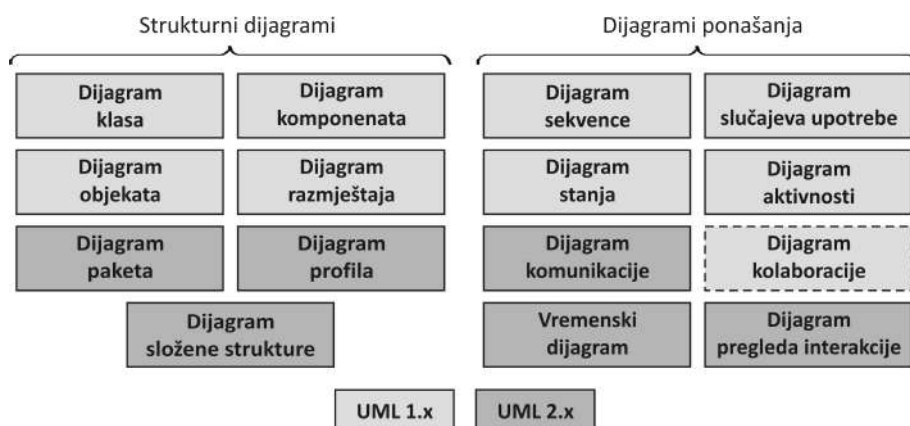 Strukturni dijagrami
Dijagrami ponašanja
Dijagram
klasa
Dijagram
komponenata
Dijagram
sekvence
Dijagram
slučajeva upotrebe
Dijagram
objekata
Dijagram
razmještaja
Dijagram
stanja
Dijagram
aktivnosti
Dijagram
paketa
Dijagram
profila
Dijagram
komunikacije
Dijagram
kolaboracije
Dijagram
složene strukture
Vremenski
dijagram
Dijagram
pregleda interakcije
UML 1.x
UML 2.x